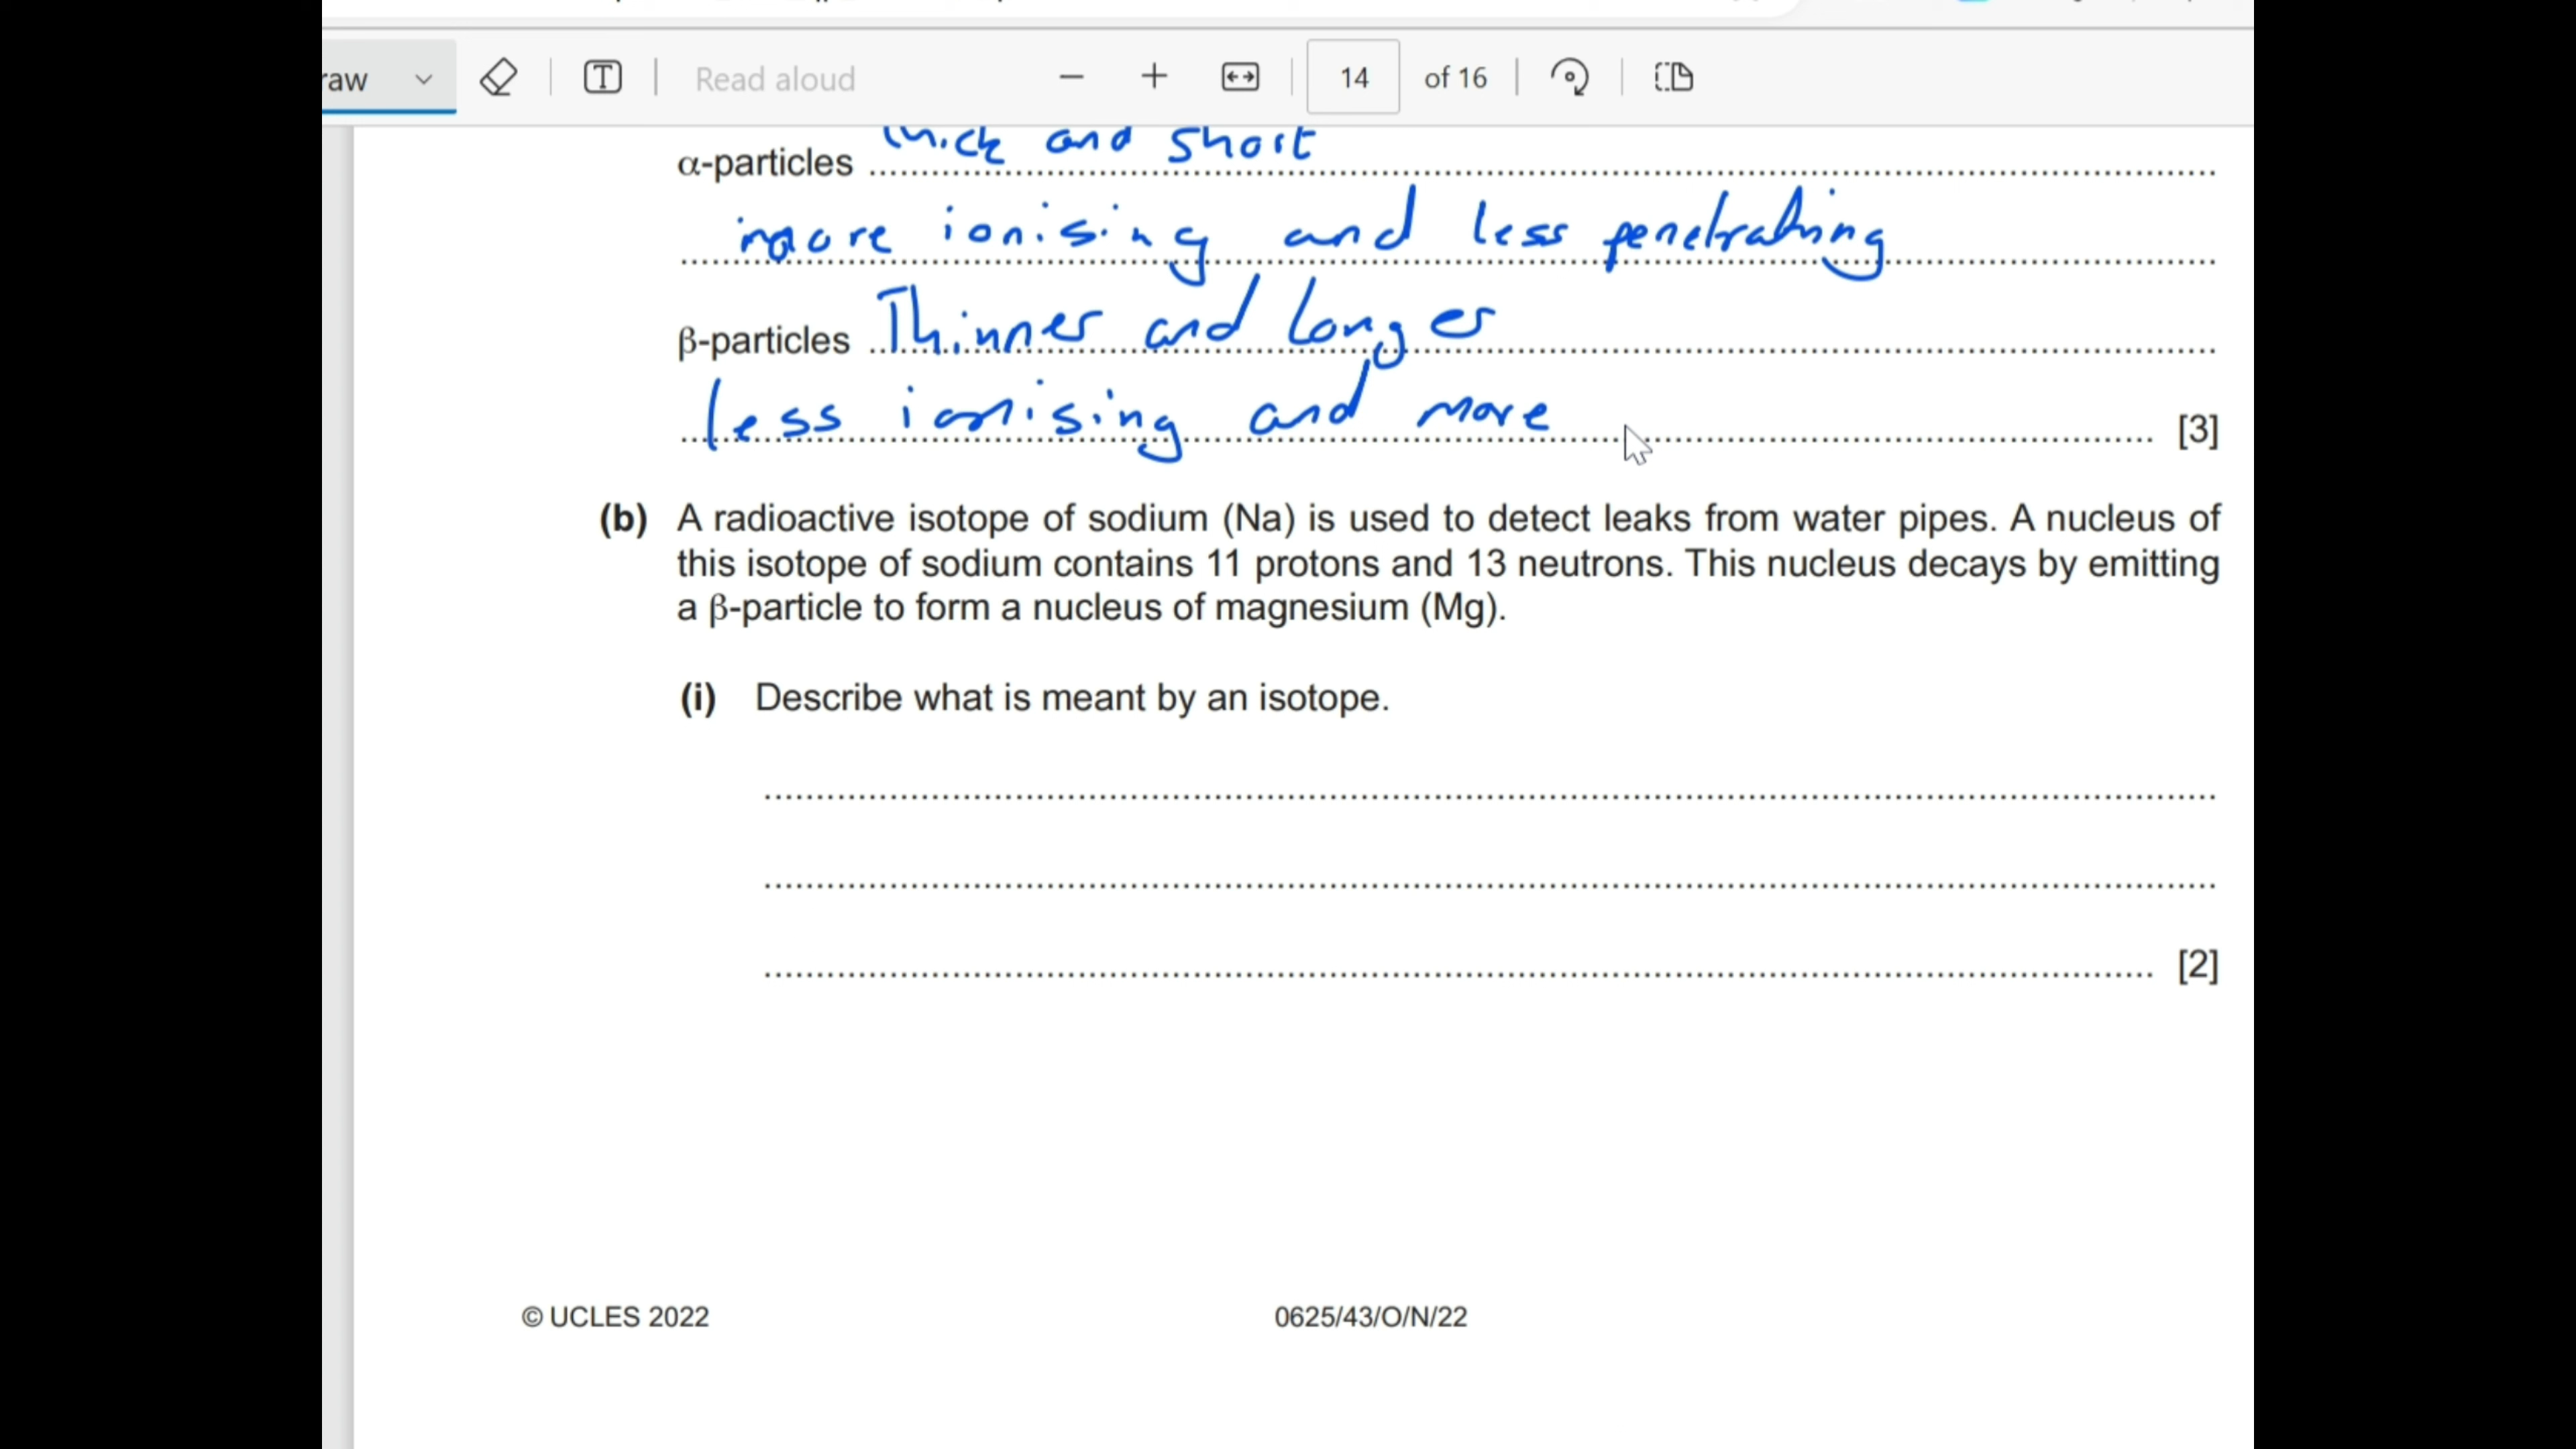 raw
Read aloud
14 of 16
α-particles thick and short
more ionising and less penetrating
β-particles Thinner and Longer
less ionising and more [3]
(b) A radioactive isotope of sodium (Na) is used to detect leaks from water pipes. A nucleus of
this isotope of sodium contains 11 protons and 13 neutrons. This nucleus decays by emitting
a β-particle to form a nucleus of magnesium (Mg).
(i) Describe what is meant by an isotope.
[2]
© UCLES 2022
0625/43/O/N/22